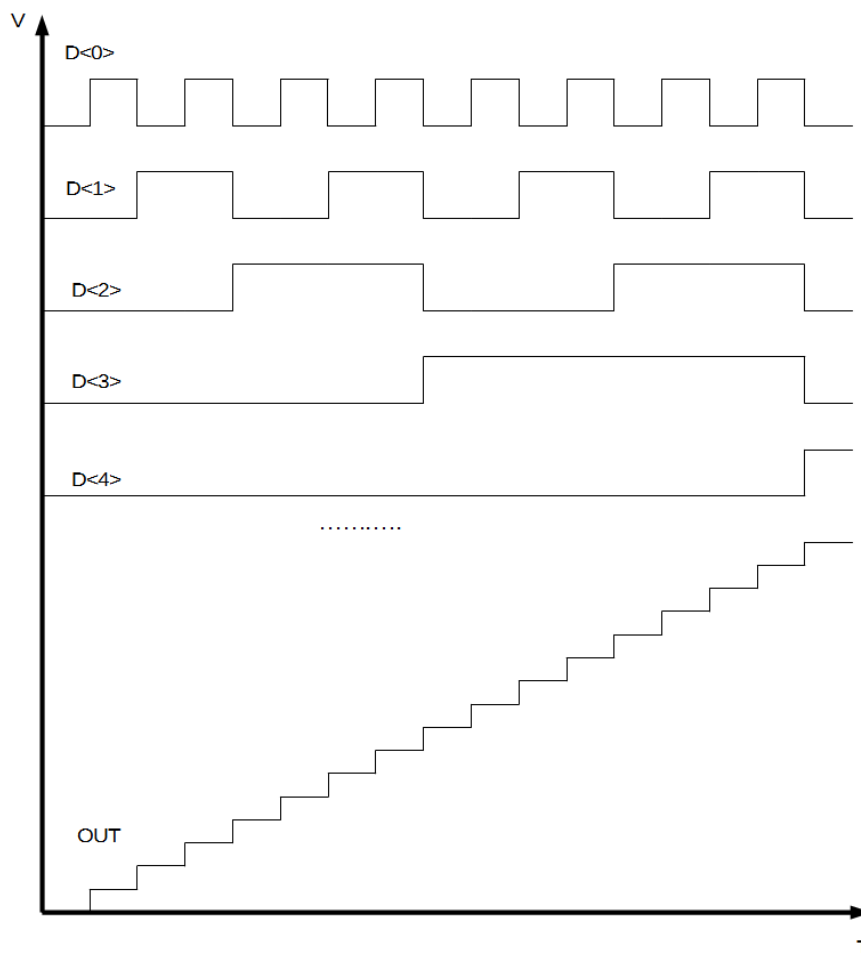 V
D<0>
D<1>
D<2>
D<3>
D<4>
...........
OUT